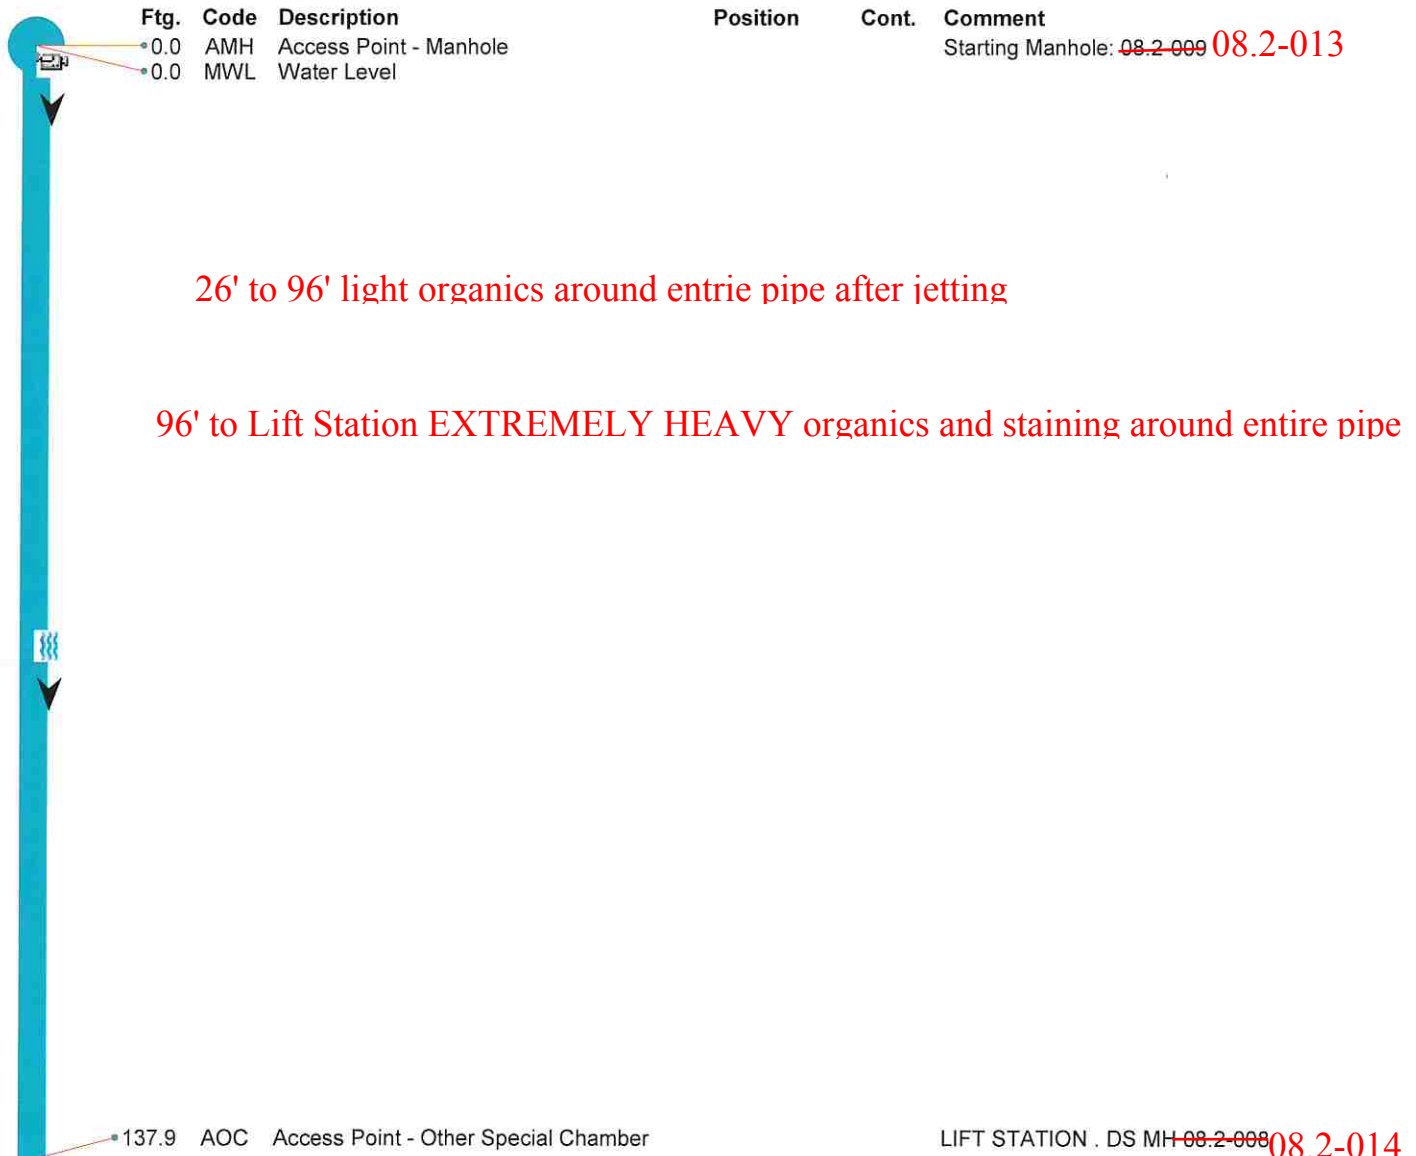 Ftg. Code Description Position Cont. Comment
0.0 AMH Access Point - Manhole Starting Manhole: 08.2-009 08.2-013
0.0 MWL Water Level
26' to 96' light organics around entrie pipe after jetting
96' to Lift Station EXTREMELY HEAVY organics and staining around entire pipe
137.9 AOC Access Point - Other Special Chamber LIFT STATION . DS MH 08.2-008 08.2-014